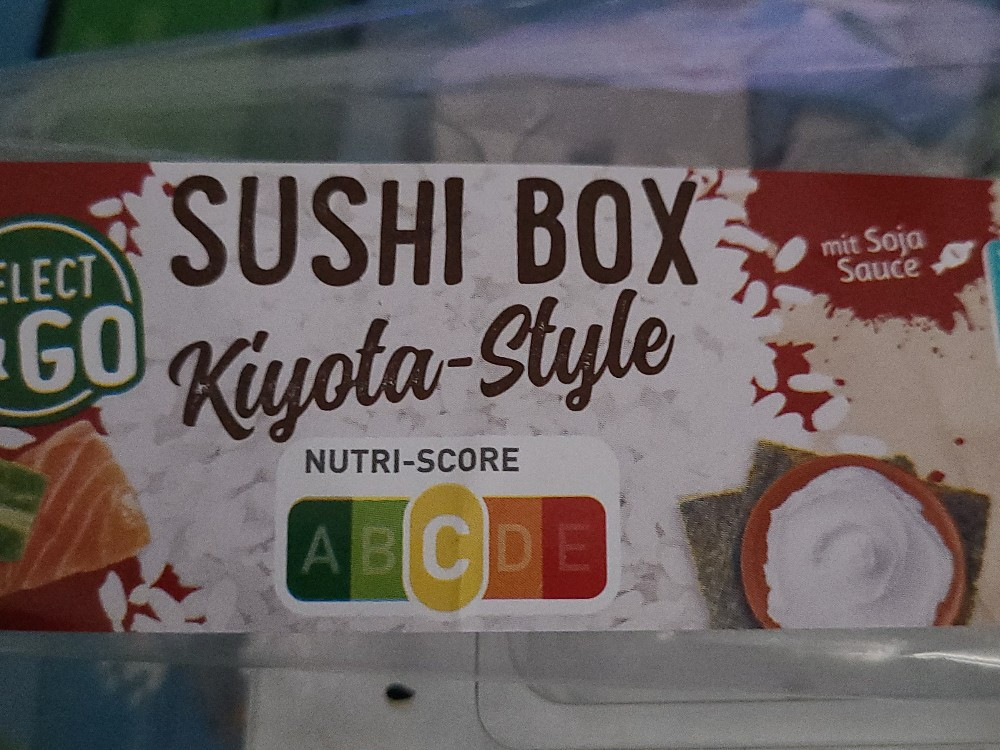 SUSHI BOX
Kiyota-Style
mit Soja
Sauce
ELECT
&GO
NUTRI-SCORE
A B C D E